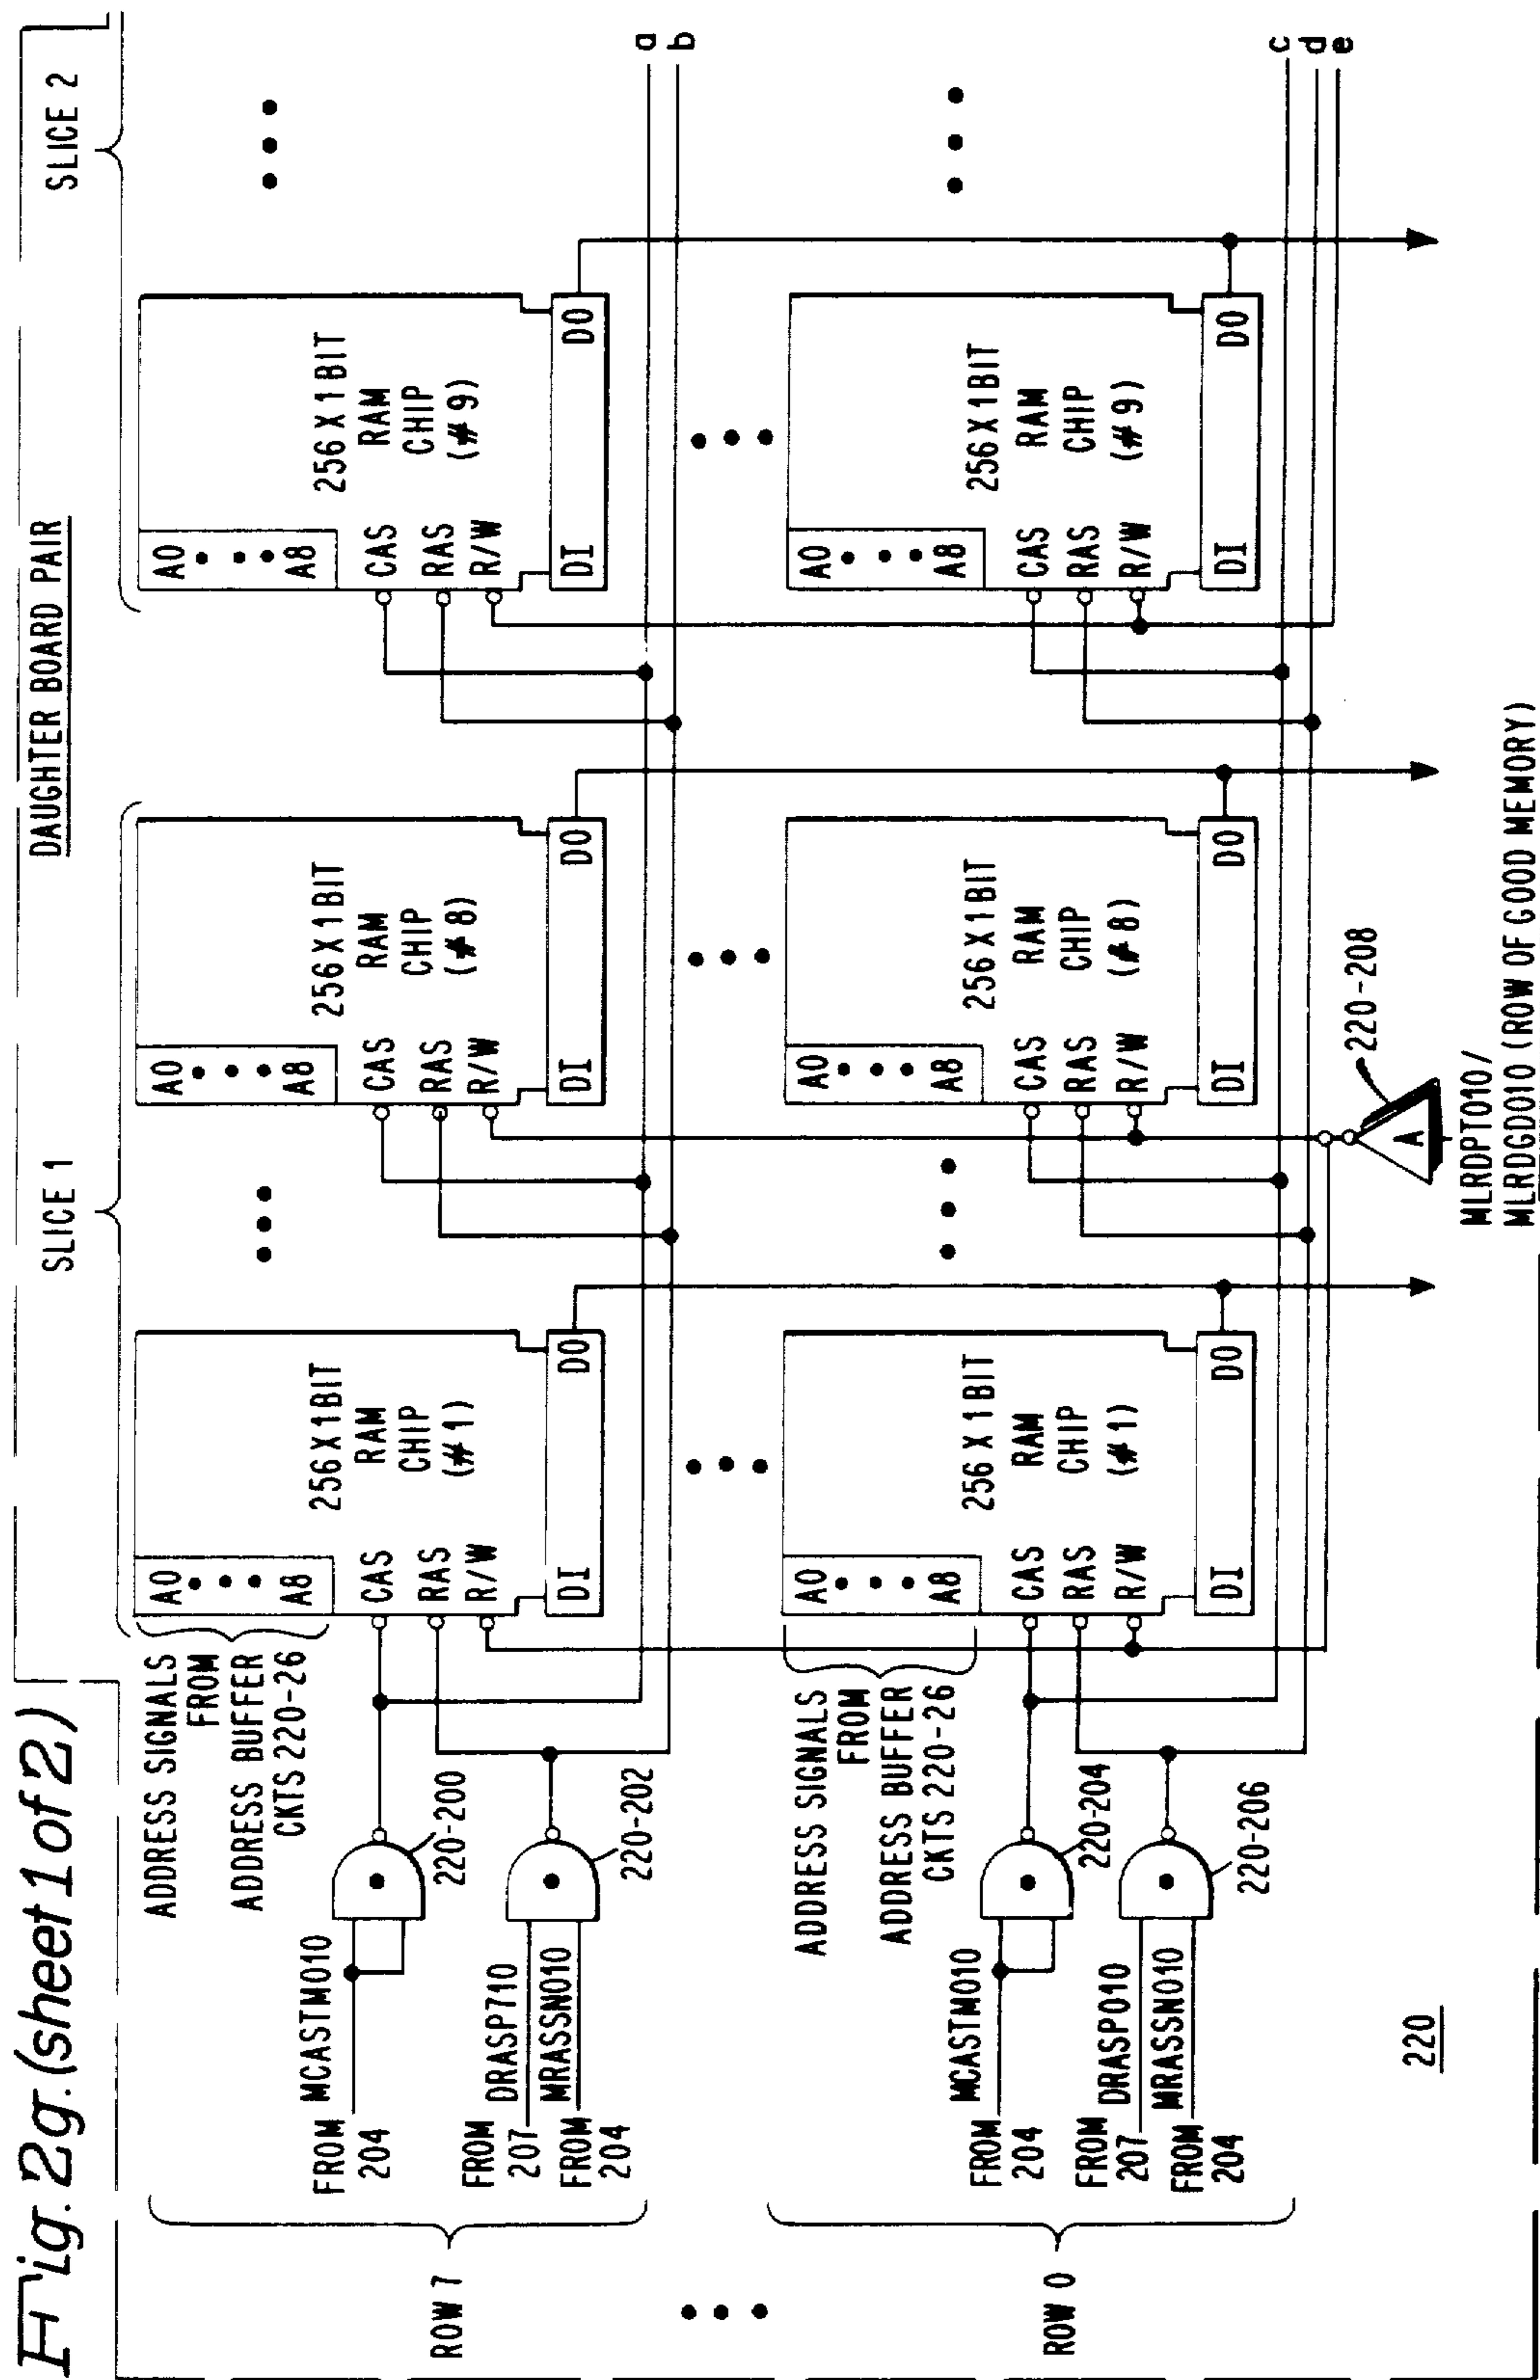 Fig. 2g. (sheet 1 of 2)
DAUGHTER BOARD PAIR
SLICE 1
SLICE 2
ADDRESS SIGNALS
FROM
ADDRESS BUFFER
CKTS 220-26
A0
A8
CAS
RAS
R/W
DI
DO
256 X 1 BIT
RAM
CHIP
(#1)
A0
A8
CAS
RAS
R/W
DI
DO
256 X 1 BIT
RAM
CHIP
(#8)
A0
A8
CAS
RAS
R/W
DI
DO
256 X 1 BIT
RAM
CHIP
(#9)
ROW 7
FROM
204
MCASTM010
220-200
FROM
207
DRASP710
FROM
204
MRASSN010
220-202
a
b
ADDRESS SIGNALS
FROM
ADDRESS BUFFER
CKTS 220-26
A0
A8
CAS
RAS
R/W
DI
DO
256 X 1 BIT
RAM
CHIP
(#1)
A0
A8
CAS
RAS
R/W
DI
DO
256 X 1 BIT
RAM
CHIP
(#8)
A0
A8
CAS
RAS
R/W
DI
DO
256 X 1 BIT
RAM
CHIP
(#9)
ROW 0
FROM
204
MCASTM010
220-204
FROM
207
DRASP010
FROM
204
MRASSN010
220-206
c
d
e
A
220-208
220
MLRDPT010/
MLRDGD010 (ROW OF GOOD MEMORY)